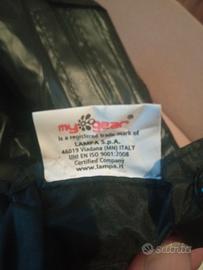 my gear
is a registered trade mark of
LAMPA S.p.A.
46019 Viadana (MN) ITALY
UNI EN ISO 9001:2008
Certified Company
www.lampa.it
Subito